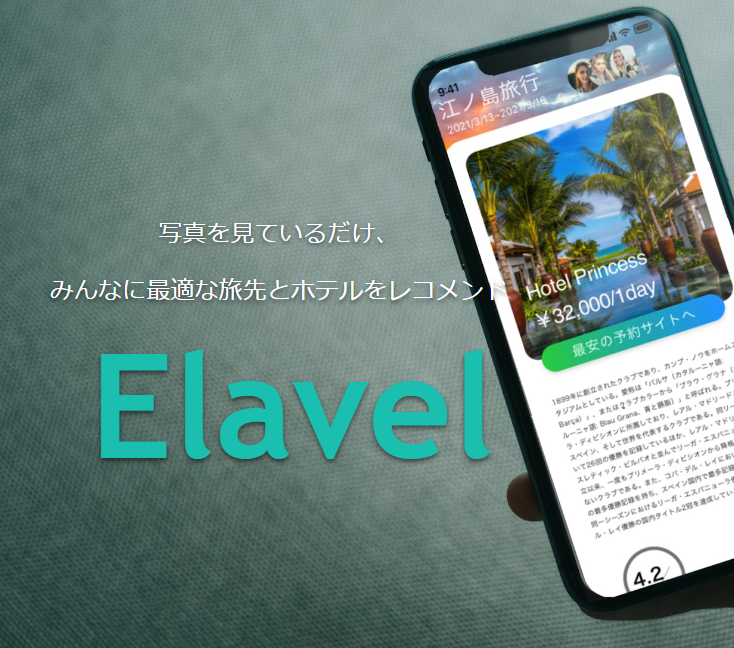 写真を見ているだけ、
みんなに最適な旅先とホテルをレコメンド
Elavel
9:41
江ノ島旅行
2021/3/13~2021/9/16
Hotel Princess
¥32,000/1day
最安の予約サイトへ
1899年に創立されたクラブであり、カンプ・ノウをホームス
タジアムとしている。愛称は「バルサ（カタルーニャ語:
Barça）」、またはクラブカラーから「ブラウ・グラナ（
ルーニャ語: Blau Grana, 青と臙脂）」と呼ばれる。プリ
ラ・ディビシオンに所属しており、レアル・マドリード
スペイン、そして世界を代表するクラブである。同リー
いて26回の優勝を記録しているほか、レアル・マドリ
スレティック・ビルバオと並んでリーガ・エスパニ
立以来、一度もプリメーラ・ディビシオンから降格
ないクラブである。また、コパ・デル・レイにおい
の最多優勝記録を持ち、スペイン国内で最多記録
同一シーズンにおけるリーガ・エスパニョーラ
ル・レイ優勝の国内タイトル2冠を達成してい
4.2/